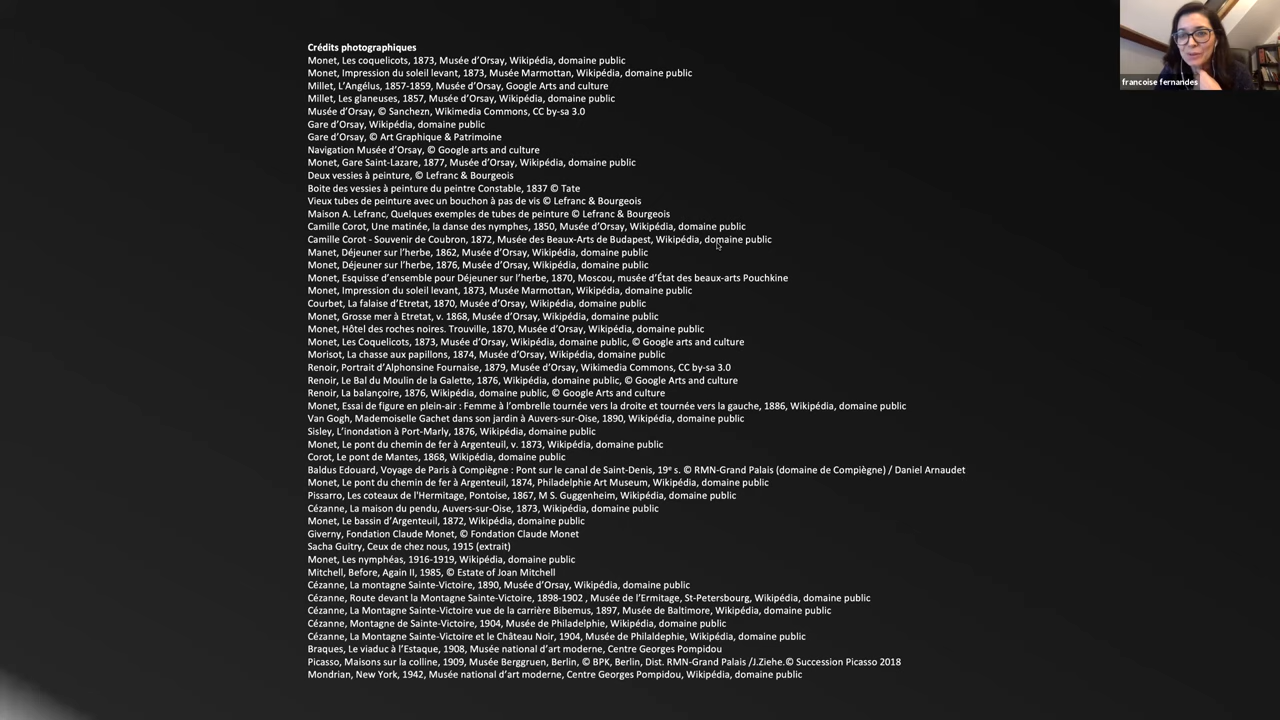 Crédits photographiques
Monet, Les coquelicots, 1873, Musée d’Orsay, Wikipédia, domaine public
Monet, Impression du soleil levant, 1873, Musée Marmottan, Wikipédia, domaine public
Millet, L’Angélus, 1857-1859, Musée d’Orsay, Google Arts and culture
Millet, Les glaneuses, 1857, Musée d’Orsay, Wikipédia, domaine public
Musée d’Orsay, © Sanchezn, Wikimedia Commons, CC by-sa 3.0
Gare d’Orsay, Wikipédia, domaine public
Gare d’Orsay, © Art Graphique & Patrimoine
Navigation Musée d’Orsay, © Google arts and culture
Monet, Gare Saint-Lazare, 1877, Musée d’Orsay, Wikipédia, domaine public
Deux vessies à peinture, © Lefranc & Bourgeois
Boite des vessies à peinture du peintre Constable, 1837 © Tate
Vieux tubes de peinture avec un bouchon à pas de vis © Lefranc & Bourgeois
Maison A. Lefranc, Quelques exemples de tubes de peinture © Lefranc & Bourgeois
Camille Corot, Une matinée, la danse des nymphes, 1850, Musée d’Orsay, Wikipédia, domaine public
Camille Corot - Souvenir de Coubron, 1872, Musée des Beaux-Arts de Budapest, Wikipédia, domaine public
Manet, Déjeuner sur l’herbe, 1862, Musée d’Orsay, Wikipédia, domaine public
Monet, Déjeuner sur l’herbe, 1876, Musée d’Orsay, Wikipédia, domaine public
Monet, Esquisse d’ensemble pour Déjeuner sur l’herbe, 1870, Moscou, musée d’État des beaux-arts Pouchkine
Monet, Impression du soleil levant, 1873, Musée Marmottan, Wikipédia, domaine public
Courbet, La falaise d’Etretat, 1870, Musée d’Orsay, Wikipédia, domaine public
Monet, Grosse mer à Etretat, v. 1868, Musée d’Orsay, Wikipédia, domaine public
Monet, Hôtel des roches noires. Trouville, 1870, Musée d’Orsay, Wikipédia, domaine public
Monet, Les Coquelicots, 1873, Musée d’Orsay, Wikipédia, domaine public, © Google arts and culture
Morisot, La chasse aux papillons, 1874, Musée d’Orsay, Wikipédia, domaine public
Renoir, Portrait d’Alphonsine Fournaise, 1879, Musée d’Orsay, Wikimedia Commons, CC by-sa 3.0
Renoir, Le Bal du Moulin de la Galette, 1876, Wikipédia, domaine public, © Google Arts and culture
Renoir, La balançoire, 1876, Wikipédia, domaine public, © Google Arts and culture
Monet, Essai de figure en plein-air : Femme à l’ombrelle tournée vers la droite et tournée vers la gauche, 1886, Wikipédia, domaine public
Van Gogh, Mademoiselle Gachet dans son jardin à Auvers-sur-Oise, 1890, Wikipédia, domaine public
Sisley, L’inondation à Port-Marly, 1876, Wikipédia, domaine public
Monet, Le pont du chemin de fer à Argenteuil, v. 1873, Wikipédia, domaine public
Corot, Le pont de Mantes, 1868, Wikipédia, domaine public
Baldus Edouard, Voyage de Paris à Compiègne : Pont sur le canal de Saint-Denis, 19ᵉ s. © RMN-Grand Palais (domaine de Compiègne) / Daniel Arnaudet
Monet, Le pont du chemin de fer à Argenteuil, 1874, Philadelphie Art Museum, Wikipédia, domaine public
Pissarro, Les coteaux de l'Hermitage, Pontoise, 1867, M S. Guggenheim, Wikipédia, domaine public
Cézanne, La maison du pendu, Auvers-sur-Oise, 1873, Wikipédia, domaine public
Monet, Le bassin d’Argenteuil, 1872, Wikipédia, domaine public
Giverny, Fondation Claude Monet, © Fondation Claude Monet
Sacha Guitry, Ceux de chez nous, 1915 (extrait)
Monet, Les nymphéas, 1916-1919, Wikipédia, domaine public
Mitchell, Before, Again II, 1985, © Estate of Joan Mitchell
Cézanne, La montagne Sainte-Victoire, 1890, Musée d’Orsay, Wikipédia, domaine public
Cézanne, Route devant la Montagne Sainte-Victoire, 1898-1902 , Musée de l’Ermitage, St-Petersbourg, Wikipédia, domaine public
Cézanne, La Montagne Sainte-Victoire vue de la carrière Bibemus, 1897, Musée de Baltimore, Wikipédia, domaine public
Cézanne, Montagne de Sainte-Victoire, 1904, Musée de Philadelphie, Wikipédia, domaine public
Cézanne, La Montagne Sainte-Victoire et le Château Noir, 1904, Musée de Philaldephie, Wikipédia, domaine public
Braques, Le viaduc à l’Estaque, 1908, Musée national d’art moderne, Centre Georges Pompidou
Picasso, Maisons sur la colline, 1909, Musée Berggruen, Berlin, © BPK, Berlin, Dist. RMN-Grand Palais /J.Ziehe.© Succession Picasso 2018
Mondrian, New York, 1942, Musée national d’art moderne, Centre Georges Pompidou, Wikipédia, domaine public
francoise fernandes